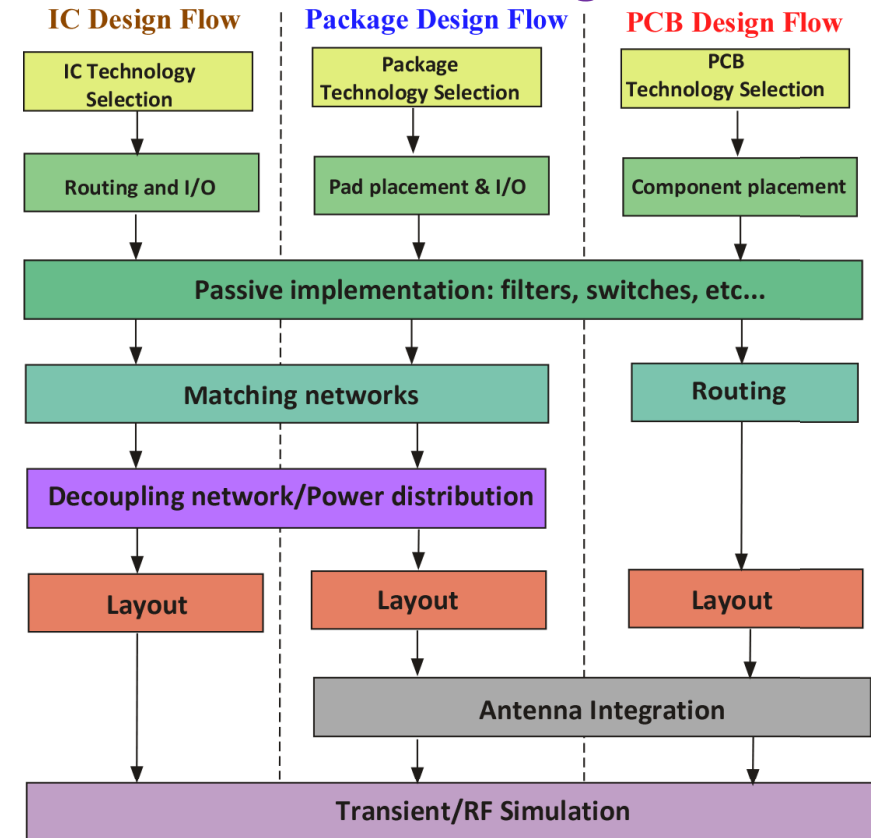 IC Design Flow
Package Design Flow
PCB Design Flow
IC Technology
Selection
Package
Technology Selection
PCB
Technology Selection
Routing and I/O
Pad placement & I/O
Component placement
Passive implementation: filters, switches, etc...
Matching networks
Routing
Decoupling network/Power distribution
Layout
Layout
Layout
Antenna Integration
Transient/RF Simulation